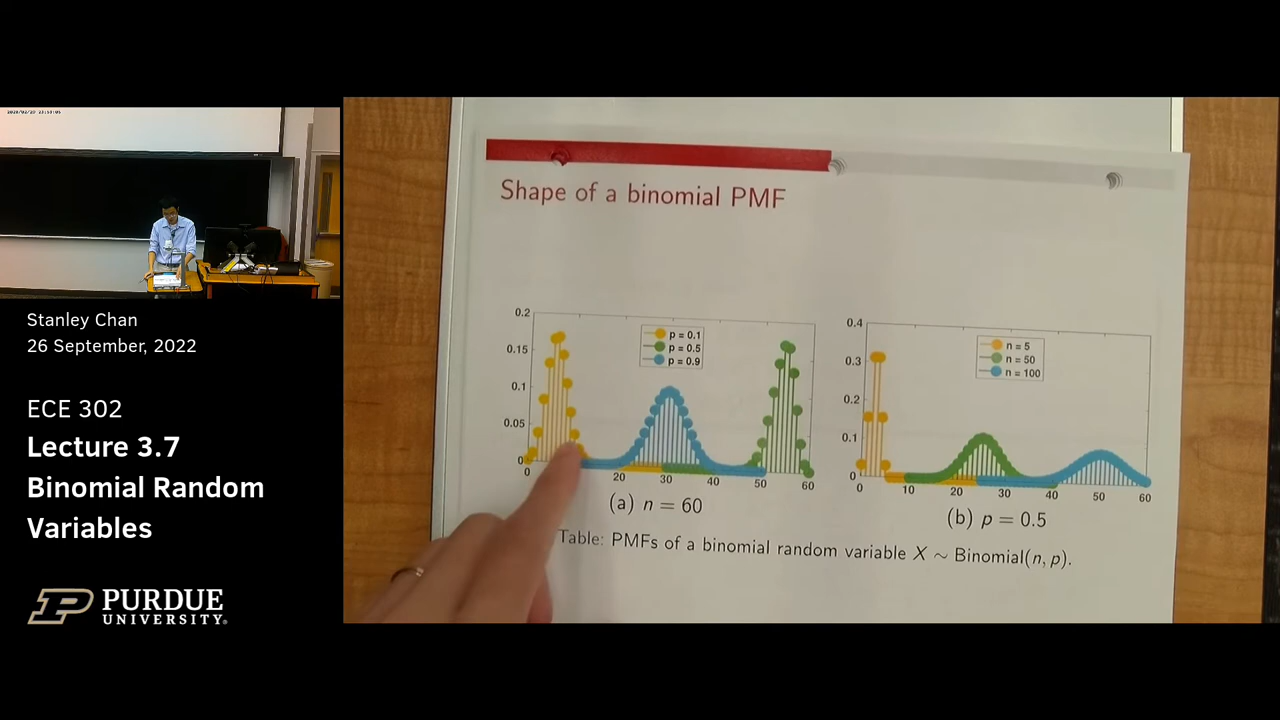 Stanley Chan
26 September, 2022
ECE 302
Lecture 3.7
Binomial Random
Variables
P PURDUE
UNIVERSITY.
Shape of a binomial PMF
0.2
0.15
0.1
0.05
0
0 20 30 40 50 60
p = 0.1
p = 0.5
p = 0.9
(a) n = 60
0.4
0.3
0.2
0.1
0
0 10 20 30 40 50 60
n = 5
n = 50
n = 100
(b) p = 0.5
Table: PMFs of a binomial random variable X ∼ Binomial(n, p).